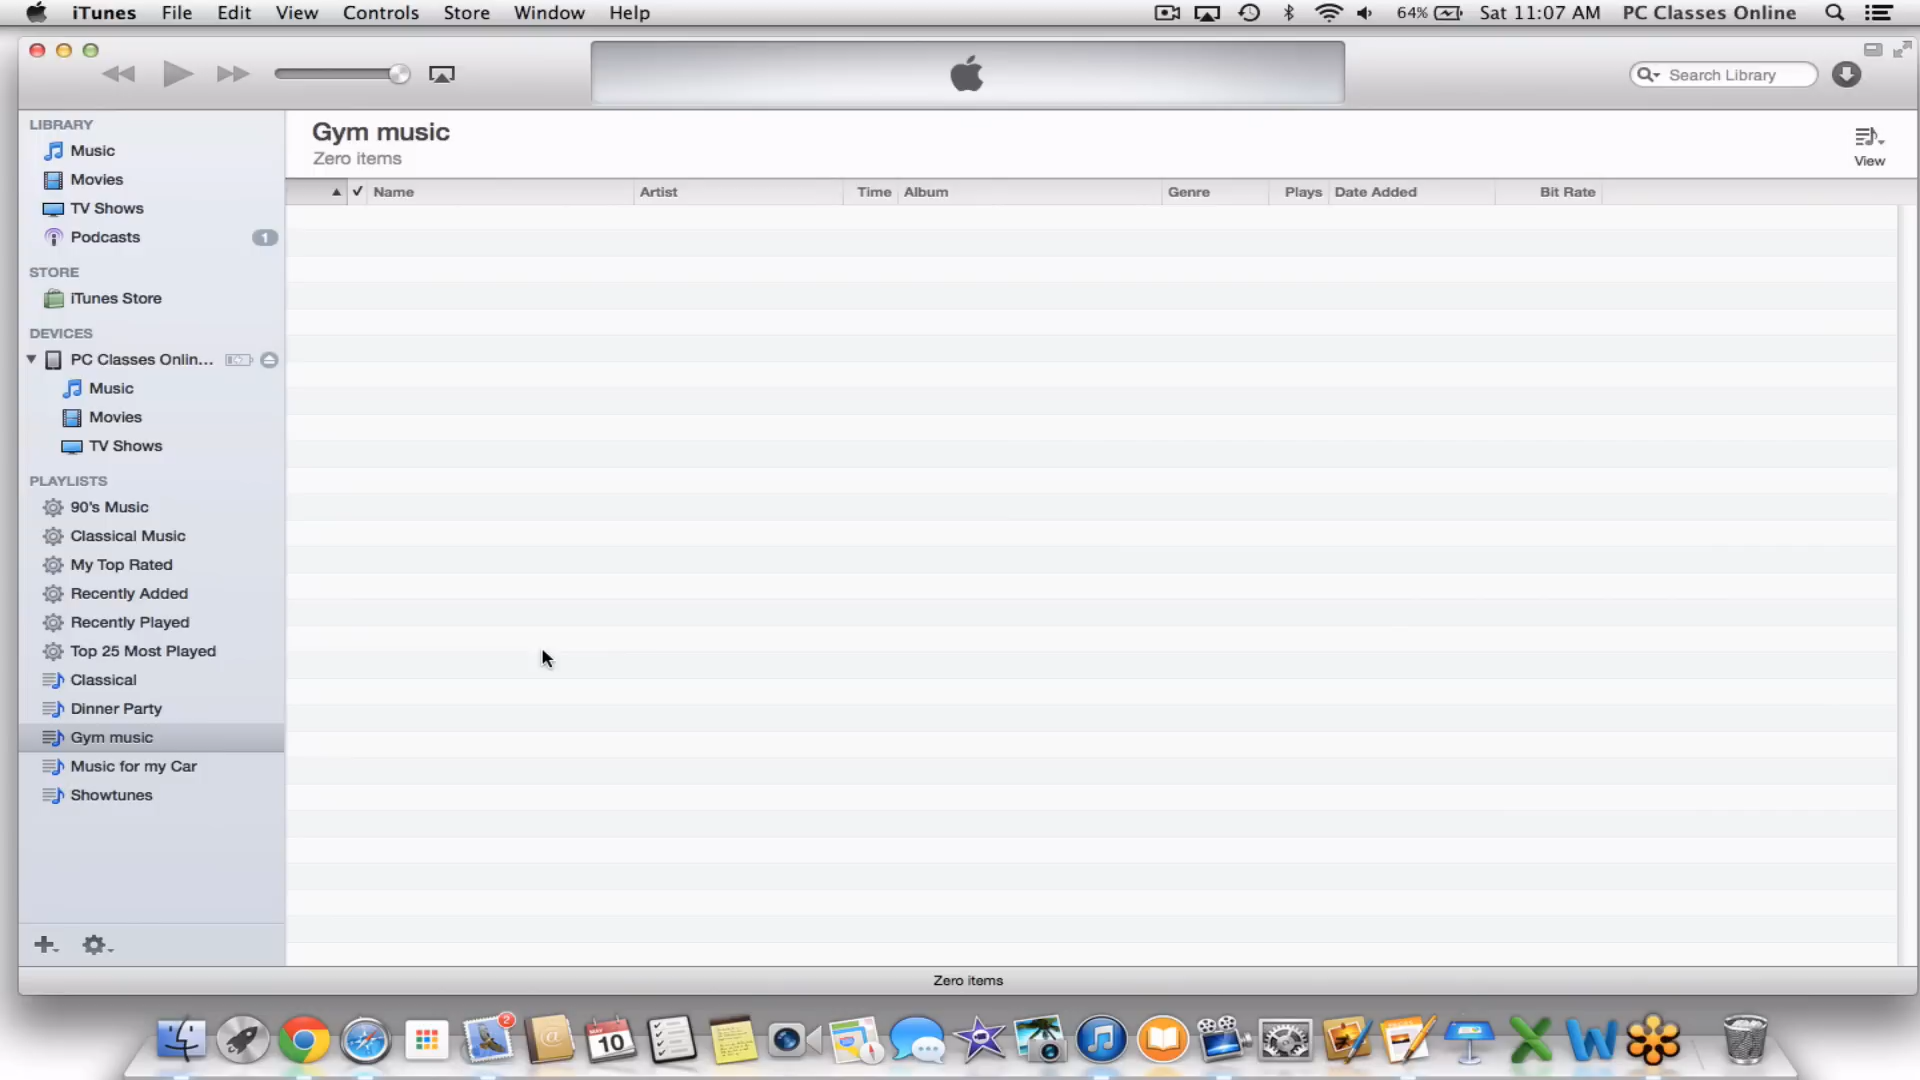 iTunes File Edit View Controls Store Window Help 64% Sat 11:07 AM PC Classes Online
Search Library
LIBRARY
Music
Movies
TV Shows
Podcasts 1
STORE
iTunes Store
DEVICES
PC Classes Onlin...
Music
Movies
TV Shows
PLAYLISTS
90's Music
Classical Music
My Top Rated
Recently Added
Recently Played
Top 25 Most Played
Classical
Dinner Party
Gym music
Music for my Car
Showtunes
Gym music
Zero items
View
Name Artist Time Album Genre Plays Date Added Bit Rate
Zero items
2
MAY
10